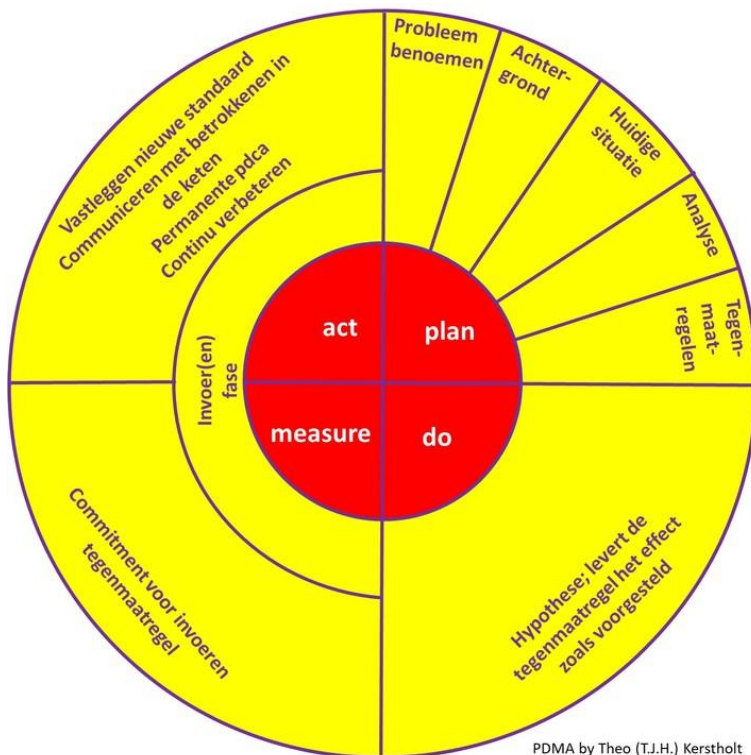 Probleem
benoemen
Achter-
grond
Huidige
situatie
Analyse
Tegen-
maat-
regelen
Vastleggen nieuwe standaard
Communiceren met betrokkenen in
de keten
Permanente pdca
Continu verbeteren
Invoer(en)
fase
act
plan
measure
do
Commitment voor invoeren
tegenmaatregel
Hypothese; levert de
tegenmaatregel het effect
zoals voorgesteld
PDMA by Theo (T.J.H.) Kerstholt